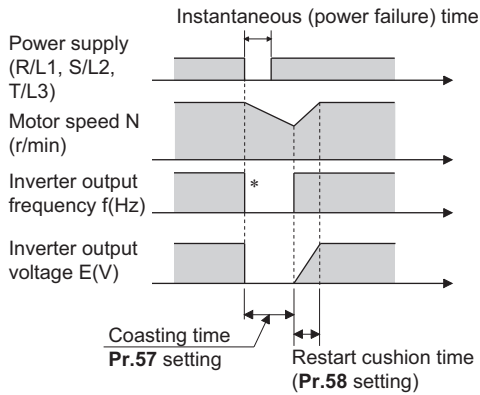 Instantaneous (power failure) time
Power supply
(R/L1, S/L2,
T/L3)
Motor speed N
(r/min)
Inverter output
frequency f(Hz)
*
Inverter output
voltage E(V)
Coasting time
Pr.57 setting
Restart cushion time
(Pr.58 setting)